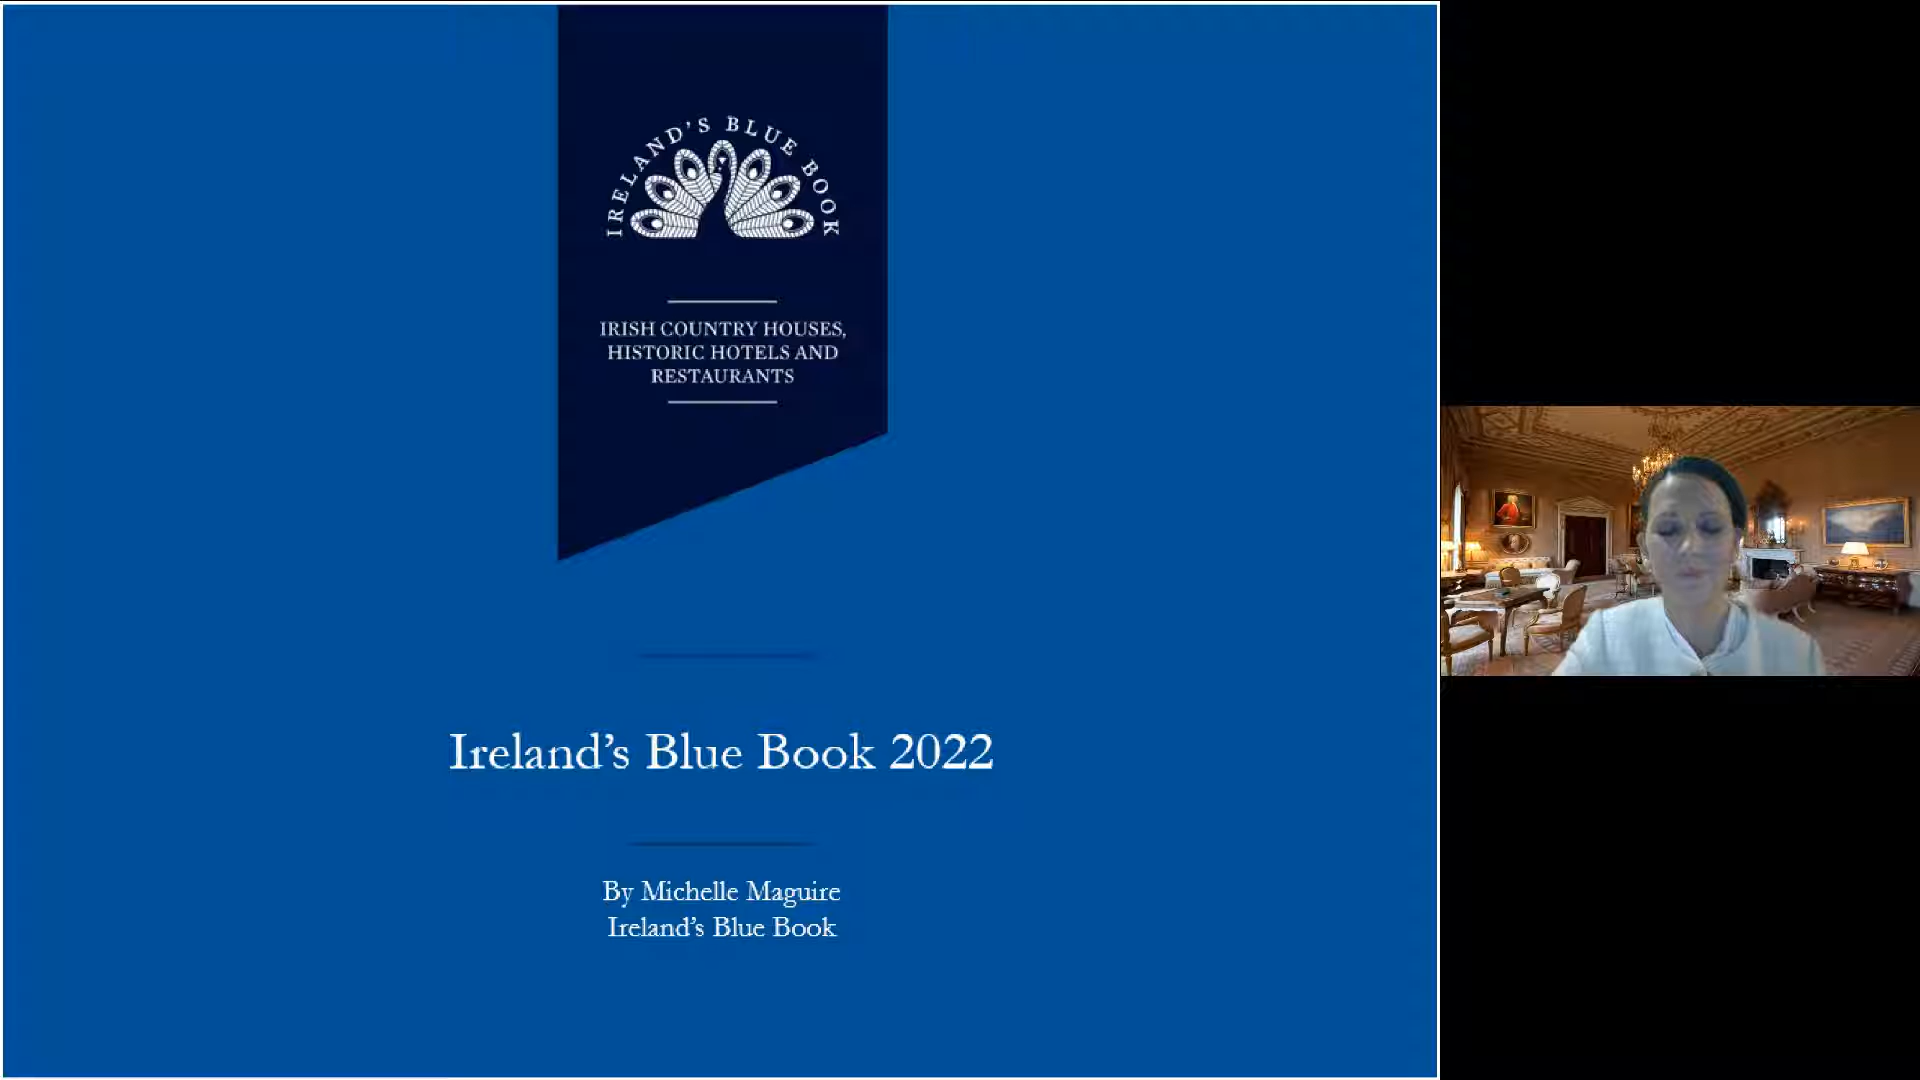 IRELAND'S BLUE BOOK
IRISH COUNTRY HOUSES,
HISTORIC HOTELS AND
RESTAURANTS
Ireland’s Blue Book 2022
By Michelle Maguire
Ireland’s Blue Book